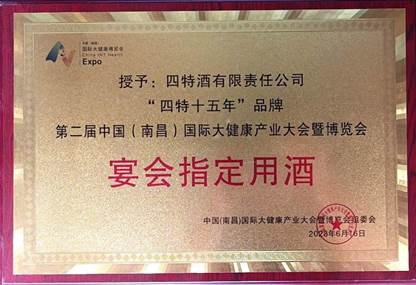 国际大健康博览会
China INT Health
Expo
授予：四特酒有限责任公司
“四特十五年”品牌
第二届中国（南昌）国际大健康产业大会暨博览会
宴会指定用酒
中国(南昌)国际大健康产业大会暨博览会组委会
2023年6月16日